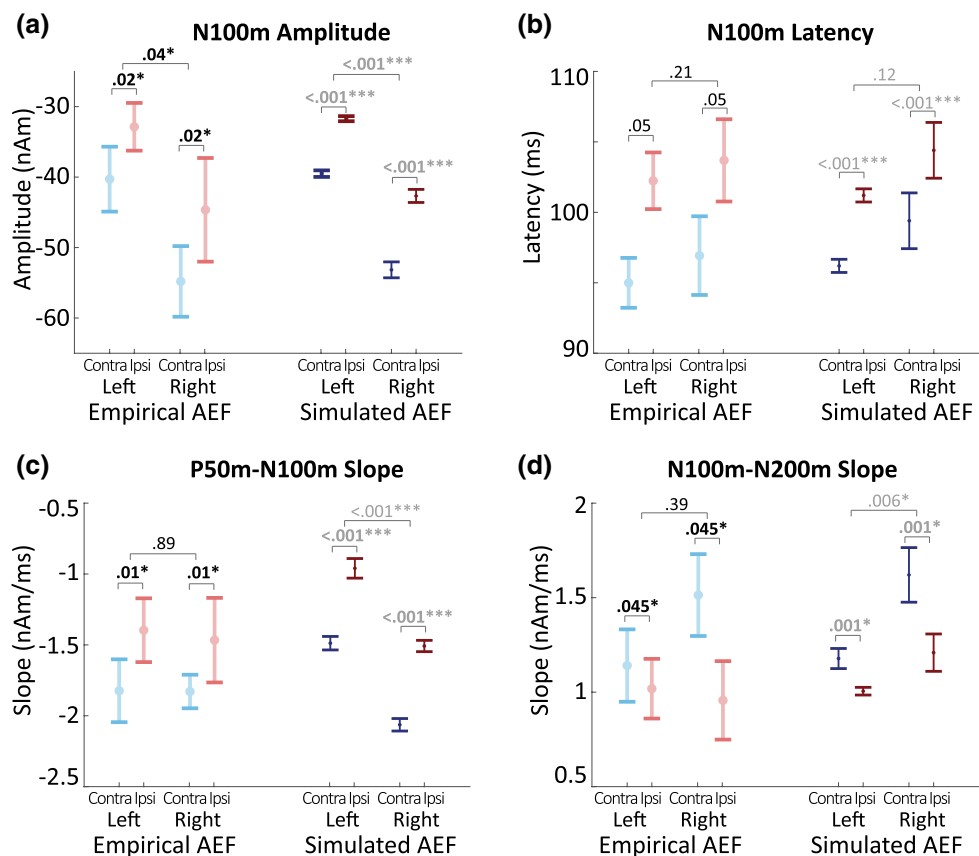 (a)
N100m Amplitude
.04*
<.001***
.02*
<.001***
.02*
<.001***
Amplitude (nAm)
-30
-40
-50
-60
Contra Ipsi Contra Ipsi Contra Ipsi Contra Ipsi
Left Right Left Right
Empirical AEF Simulated AEF
(b)
N100m Latency
110
.21
.12
.05
.05
<.001***
<.001***
Latency (ms)
100
90
Contra Ipsi Contra Ipsi Contra Ipsi Contra Ipsi
Left Right Left Right
Empirical AEF Simulated AEF
(c)
P50m-N100m Slope
-0.5
<.001***
<.001***
.89
.01* .01*
<.001***
Slope (nAm/ms)
-1
-1.5
-2
-2.5
Contra Ipsi Contra Ipsi Contra Ipsi Contra Ipsi
Left Right Left Right
Empirical AEF Simulated AEF
(d)
N100m-N200m Slope
2
.39
.006*
.045*
.001*
.045*
.001*
Slope (nAm/ms)
1.5
1
0.5
Contra Ipsi Contra Ipsi Contra Ipsi Contra Ipsi
Left Right Left Right
Empirical AEF Simulated AEF